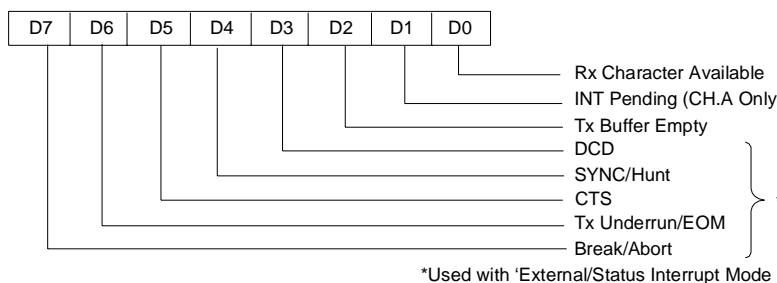 D7 D6 D5 D4 D3 D2 D1 D0
Rx Character Available
INT Pending (CH.A Only
Tx Buffer Empty
DCD
SYNC/Hunt
CTS
Tx Underrun/EOM
Break/Abort
*Used with ‘External/Status Interrupt Mode